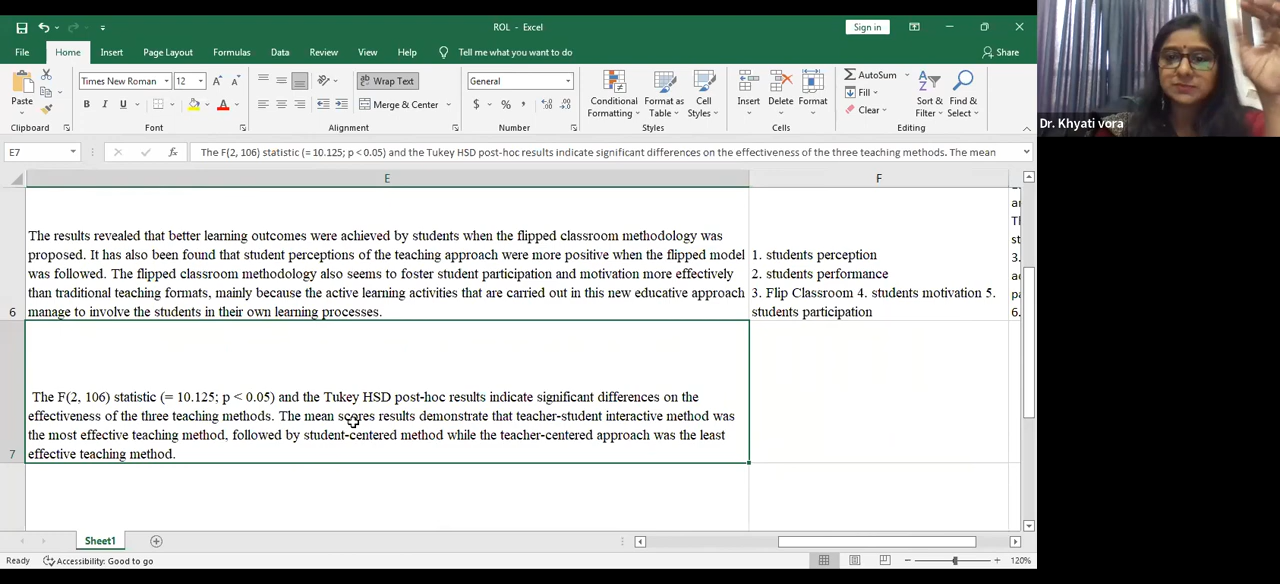 ROL - Excel
Sign in
File Home Insert Page Layout Formulas Data Review View Help Tell me what you want to do Share
Times New Roman 12 A A Wrap Text General AutoSum
Paste Conditional Format as Cell Insert Delete Format Fill Sort & Find &
B I U A Merge & Center $ % , Formatting Table Styles Clear Filter Select
Clipboard Font Alignment Number Styles Cells Editing
E7 fx The F(2, 106) statistic (= 10.125; p < 0.05) and the Tukey HSD post-hoc results indicate significant differences on the effectiveness of the three teaching methods. The mean
E F
The results revealed that better learning outcomes were achieved by students when the flipped classroom methodology was
proposed. It has also been found that student perceptions of the teaching approach were more positive when the flipped model
was followed. The flipped classroom methodology also seems to foster student participation and motivation more effectively
than traditional teaching formats, mainly because the active learning activities that are carried out in this new educative approach
manage to involve the students in their own learning processes.
6
1. students perception
2. students performance
3. Flip Classroom 4. students motivation 5.
students participation
3.
6.
The F(2, 106) statistic (= 10.125; p < 0.05) and the Tukey HSD post-hoc results indicate significant differences on the
effectiveness of the three teaching methods. The mean scores results demonstrate that teacher-student interactive method was
the most effective teaching method, followed by student-centered method while the teacher-centered approach was the least
effective teaching method.
7
Sheet1
Ready Accessibility: Good to go 120%
Dr. Khyati vora